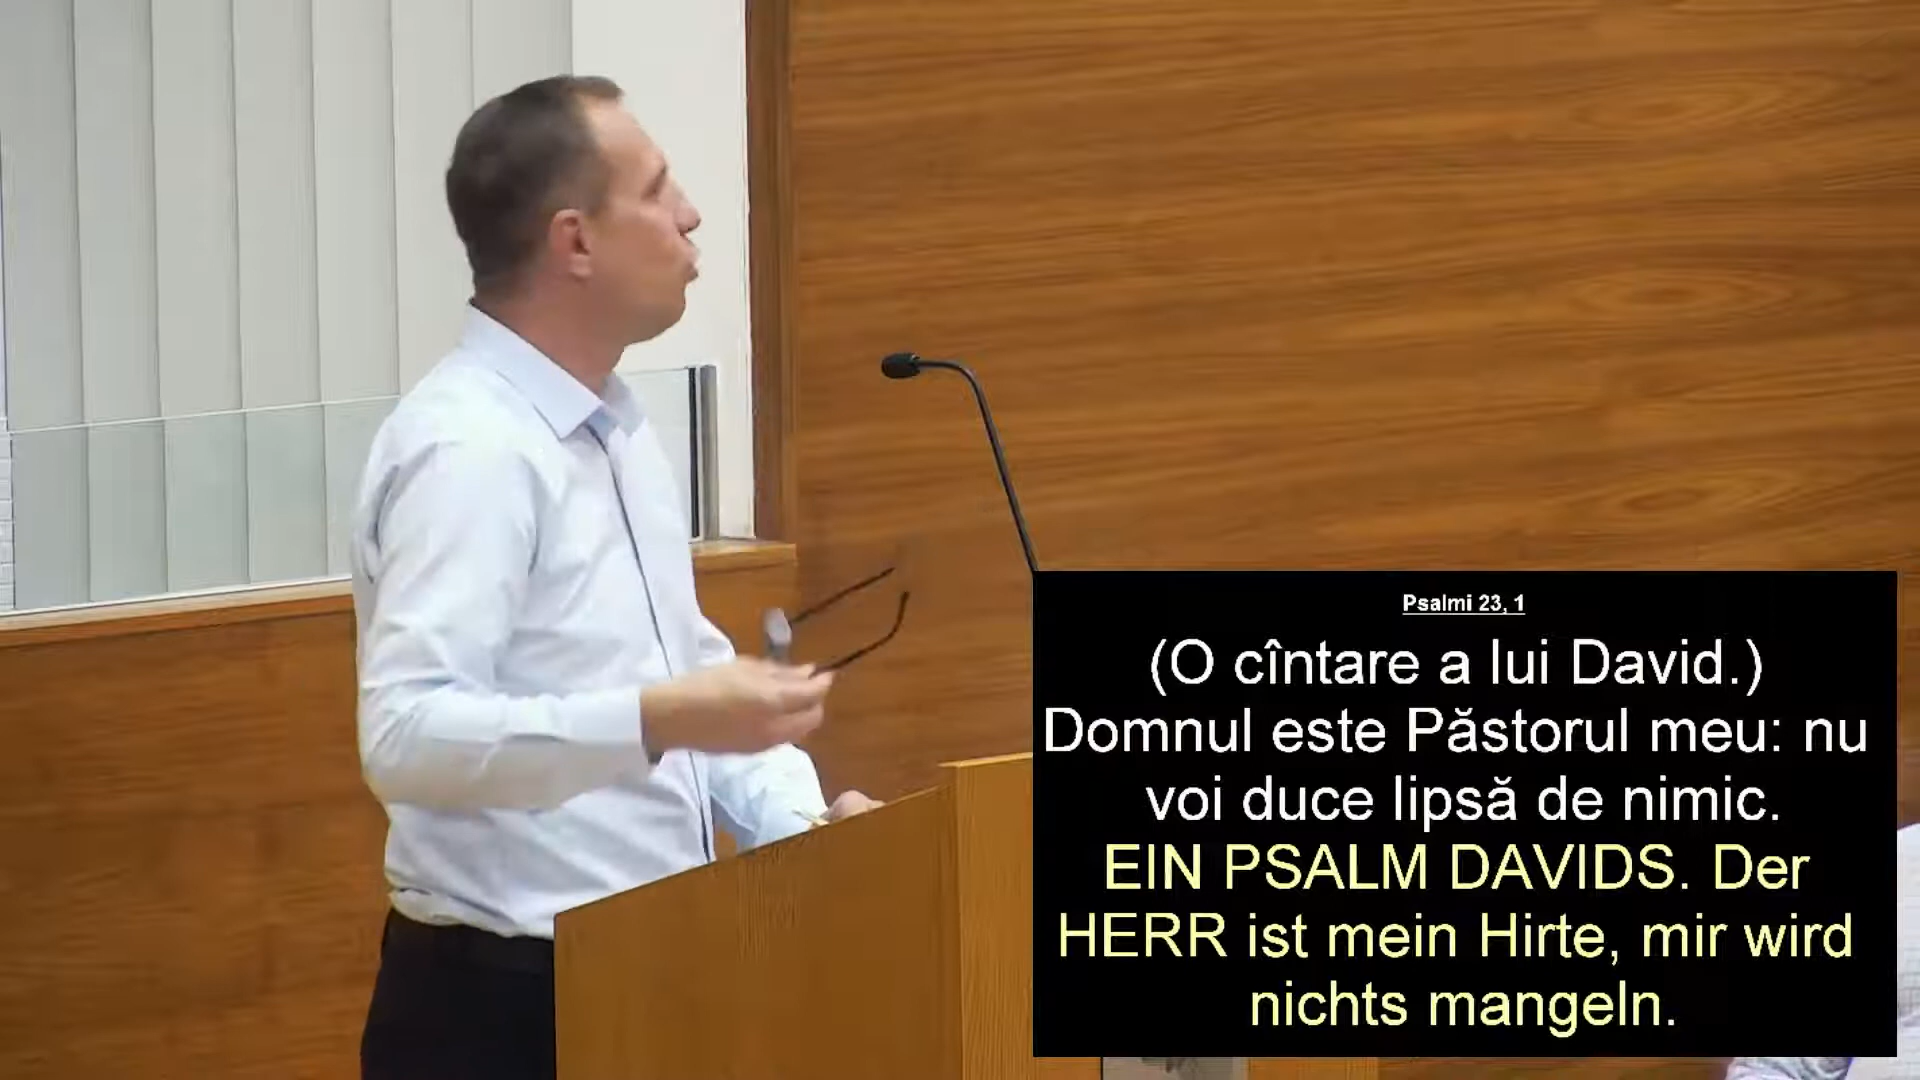 Psalmi 23, 1
(O cîntare a lui David.)
Domnul este Păstorul meu: nu
voi duce lipsă de nimic.
EIN PSALM DAVIDS. Der
HERR ist mein Hirte, mir wird
nichts mangeln.